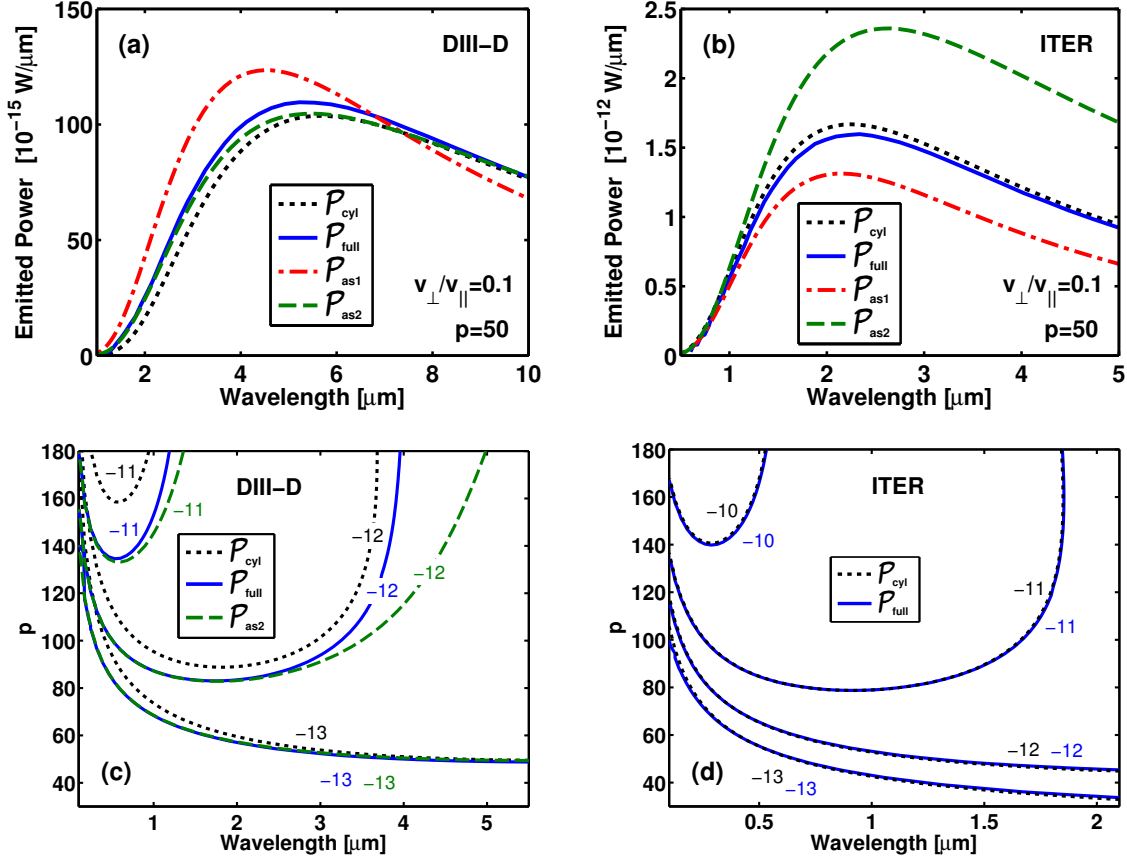 150
100
50
0
Emitted Power [10⁻¹⁵ W/μm]
(a)
DIII–D
𝒫cyl
𝒫full
𝒫as1
𝒫as2
v⊥/v||=0.1
p=50
2
4
6
8
10
Wavelength [μm]
2.5
2
1.5
1
0.5
0
Emitted Power [10⁻¹² W/μm]
(b)
ITER
𝒫cyl
𝒫full
𝒫as1
𝒫as2
v⊥/v||=0.1
p=50
1
2
3
4
5
Wavelength [μm]
180
160
140
120
100
80
60
40
p
DIII–D
−11
−11
−11
−12
−12
−12
𝒫cyl
𝒫full
𝒫as2
−13
−13
−13
(c)
1
2
3
4
5
Wavelength [μm]
180
160
140
120
100
80
60
40
p
ITER
−10
−10
𝒫cyl
𝒫full
−11
−11
−12
−12
−13
−13
(d)
0.5
1
1.5
2
Wavelength [μm]